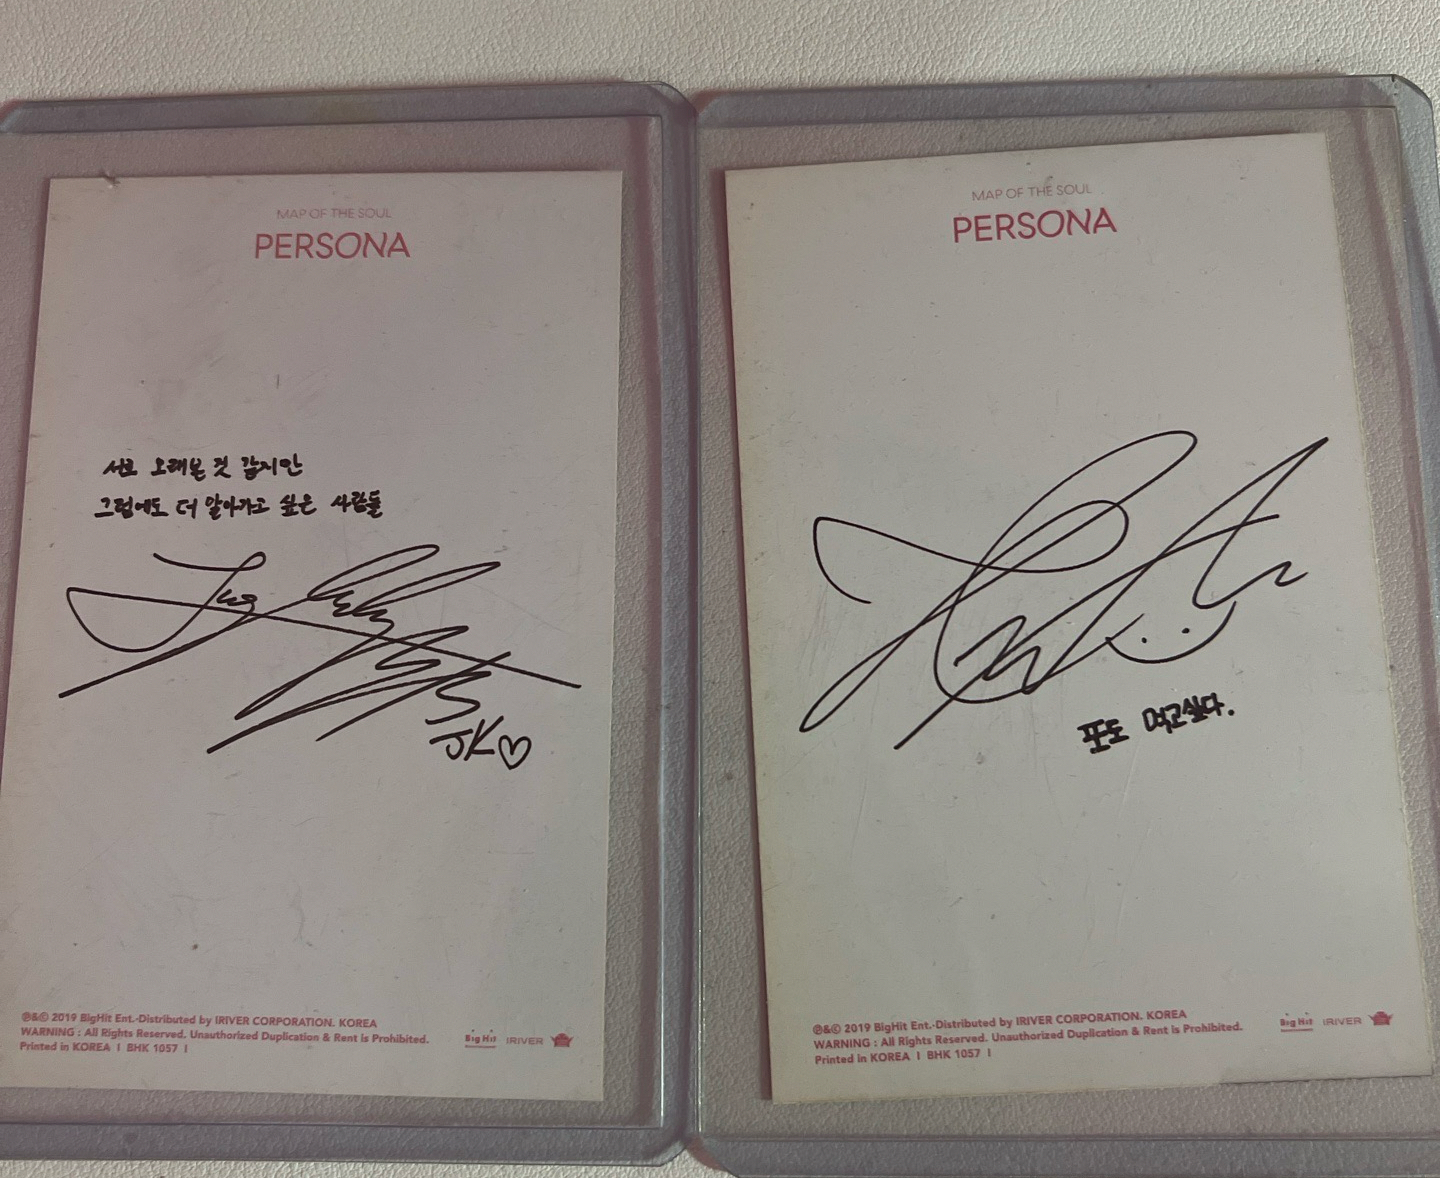 MAP OF THE SOUL
PERSONA
서로 오래본 것 같지만
그럼에도 더 알아가고 싶은 사람들
JK♡
℗&© 2019 BigHit Ent.-Distributed by IRIVER CORPORATION. KOREA
WARNING : All Rights Reserved. Unauthorized Duplication & Rent is Prohibited.
Printed in KOREA I BHK 1057 I
BigHit IRIVER
MAP OF THE SOUL
PERSONA
포도 먹고싶다.
℗&© 2019 BigHit Ent.-Distributed by IRIVER CORPORATION. KOREA
WARNING : All Rights Reserved. Unauthorized Duplication & Rent is Prohibited.
Printed in KOREA I BHK 1057 I
BigHit IRIVER